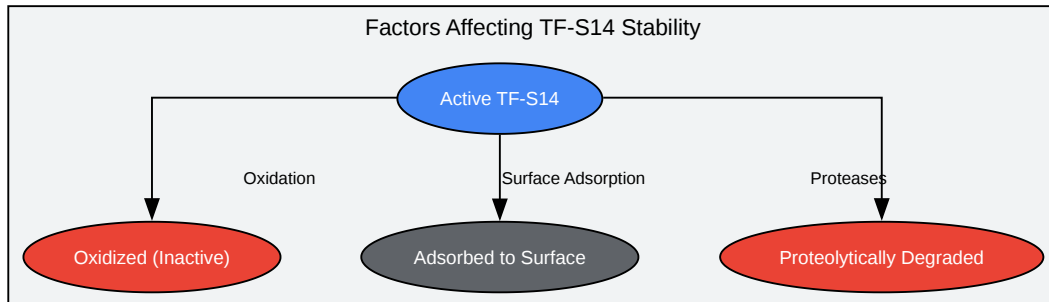 Factors Affecting TF-S14 Stability
Active TF-S14
Oxidation
Surface Adsorption
Proteases
Oxidized (Inactive)
Adsorbed to Surface
Proteolytically Degraded